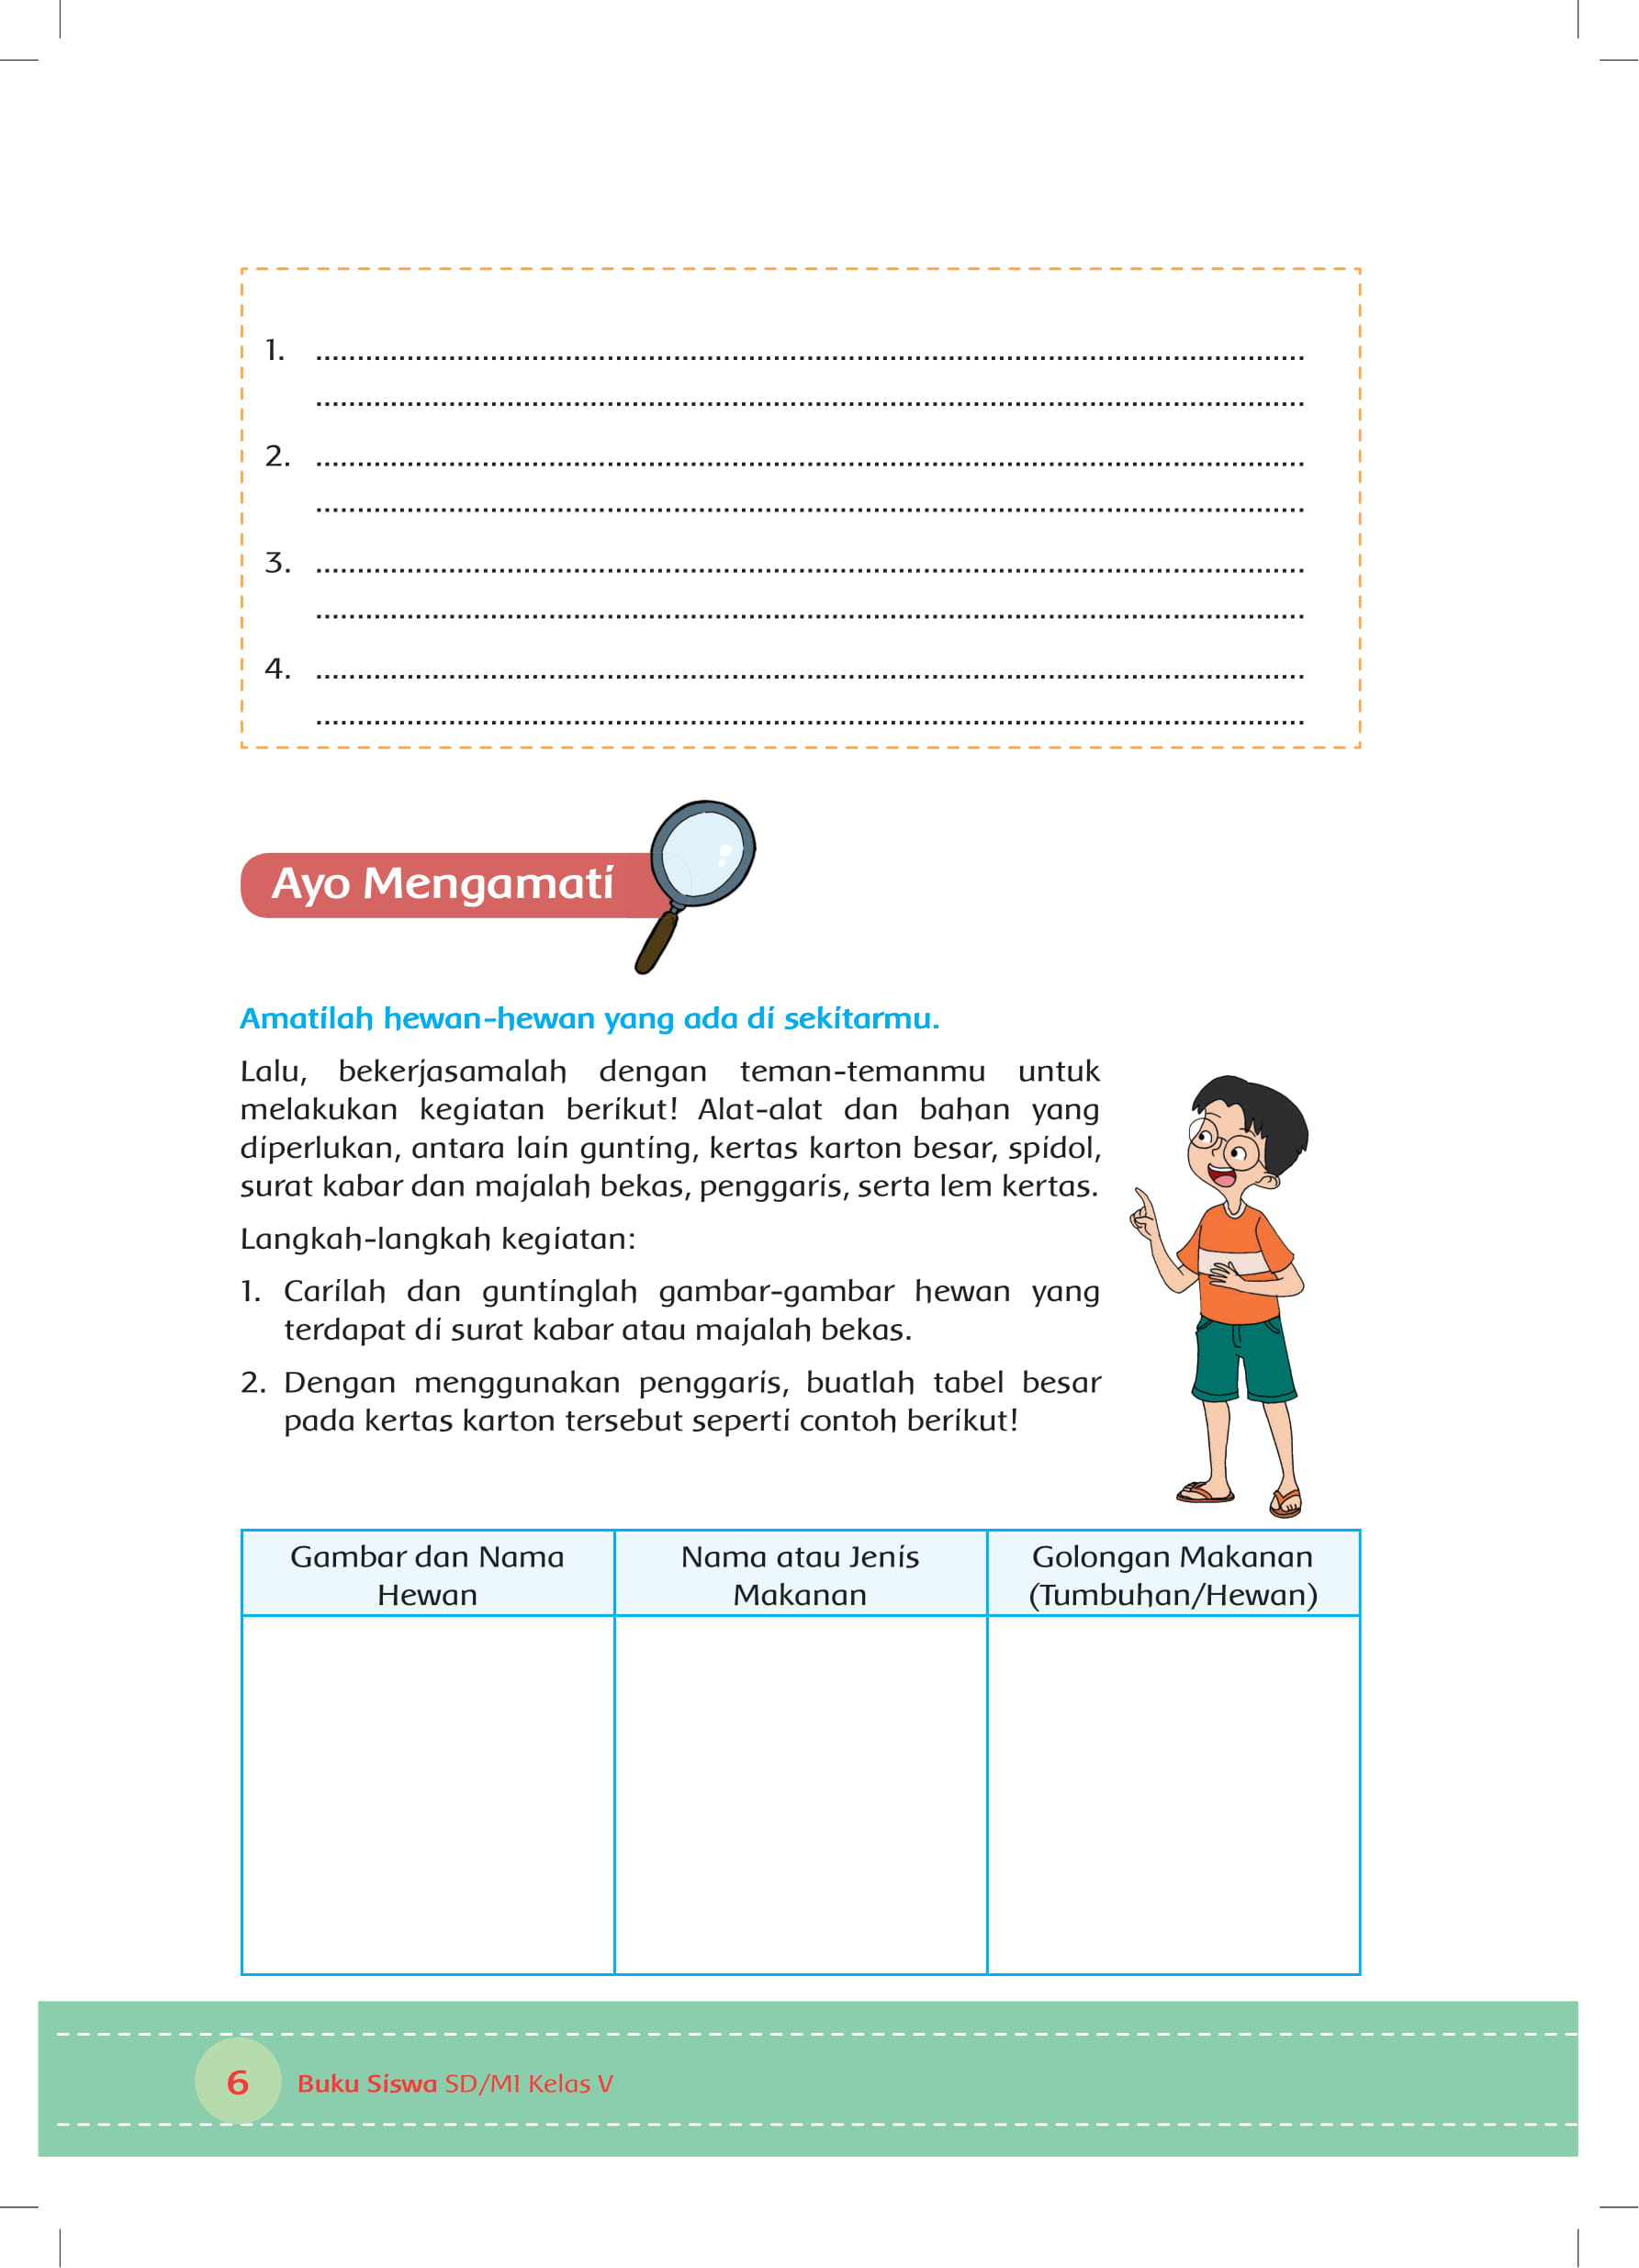 1. ........................................................................................................................
........................................................................................................................
2. ........................................................................................................................
........................................................................................................................
3. ........................................................................................................................
........................................................................................................................
4. ........................................................................................................................
........................................................................................................................
Ayo Mengamati
Amatilah hewan-hewan yang ada di sekitarmu.
Lalu, bekerjasamalah dengan teman-temanmu untuk
melakukan kegiatan berikut! Alat-alat dan bahan yang
diperlukan, antara lain gunting, kertas karton besar, spidol,
surat kabar dan majalah bekas, penggaris, serta lem kertas.
Langkah-langkah kegiatan:
1. Carilah dan guntinglah gambar-gambar hewan yang
terdapat di surat kabar atau majalah bekas.
2. Dengan menggunakan penggaris, buatlah tabel besar
pada kertas karton tersebut seperti contoh berikut!
Gambar dan Nama
Hewan
Nama atau Jenis
Makanan
Golongan Makanan
(Tumbuhan/Hewan)
6 Buku Siswa SD/MI Kelas V